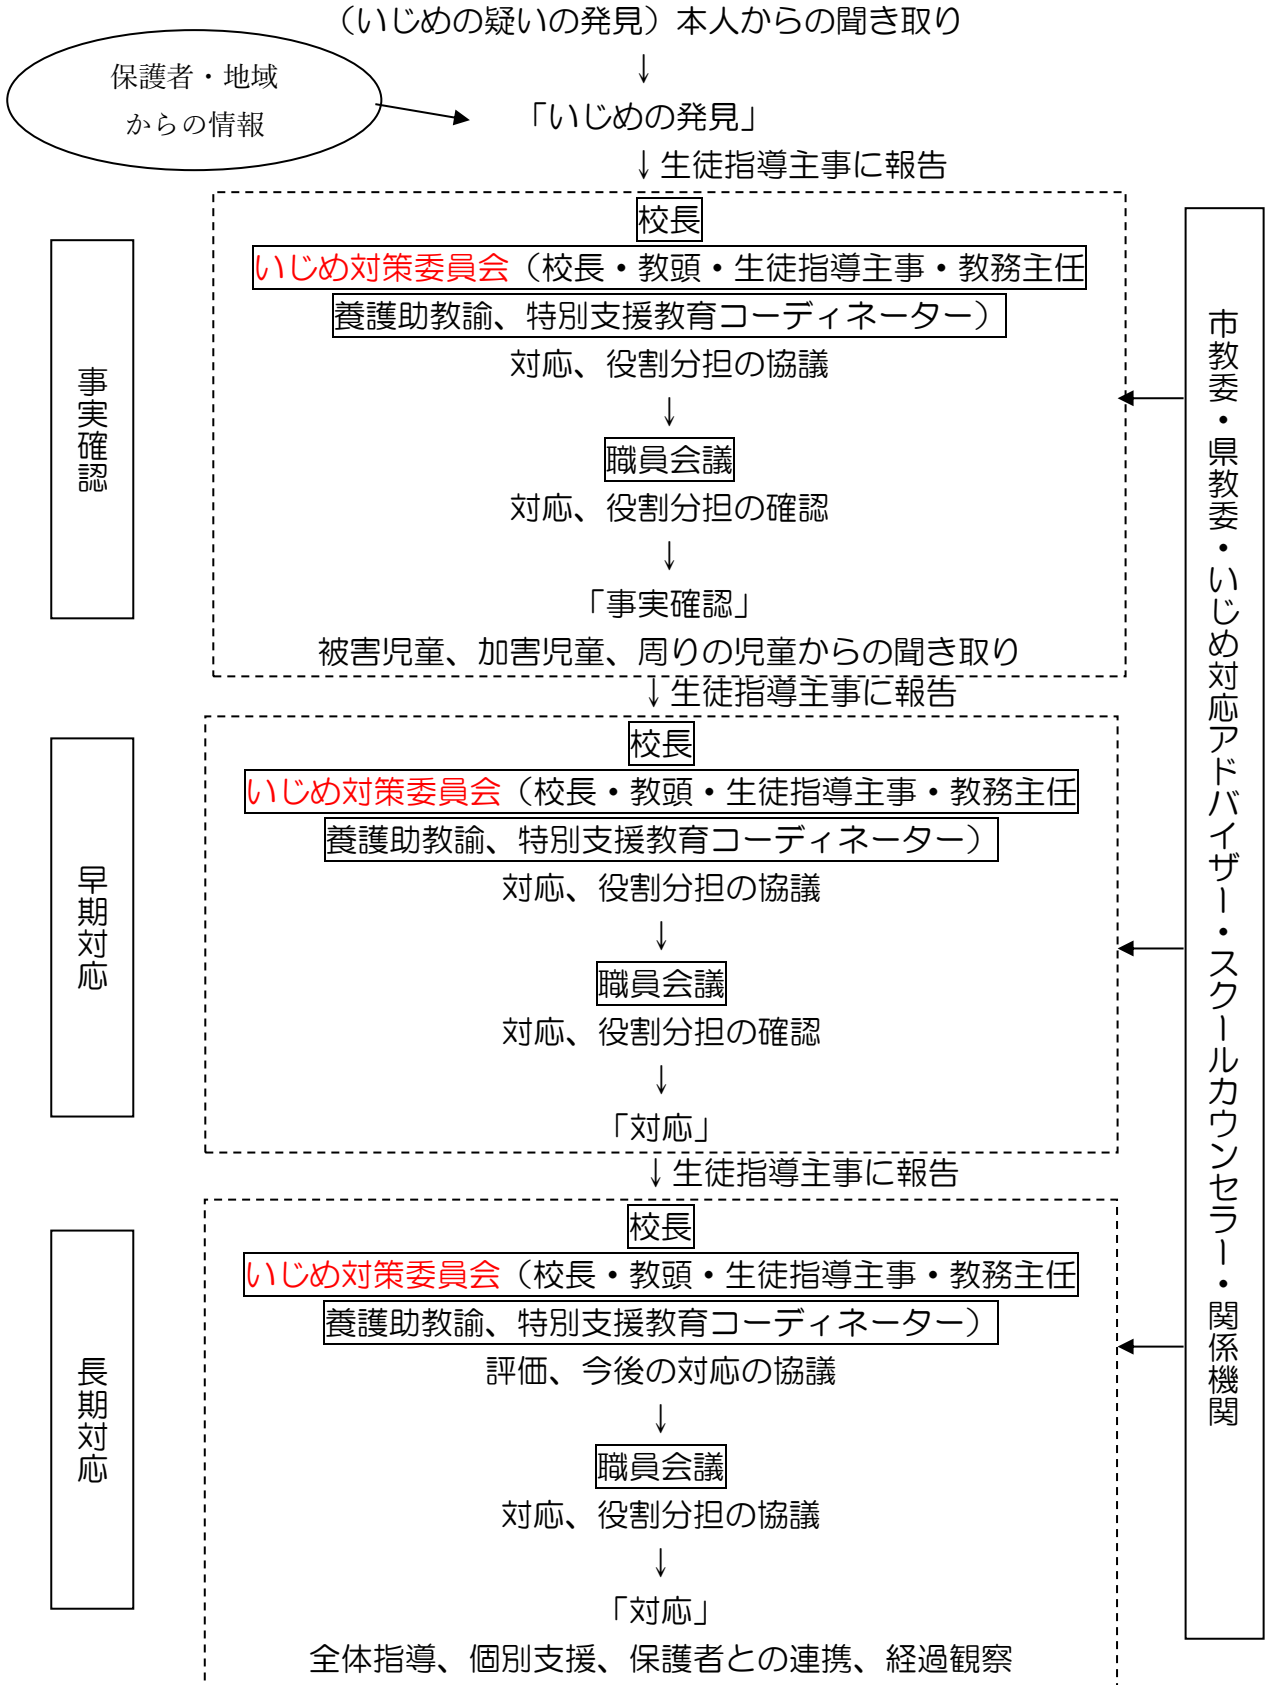 （いじめの疑いの発見）本人からの聞き取り
↓
保護者・地域
からの情報
「いじめの発見」
↓生徒指導主事に報告
事実確認
校長
いじめ対策委員会（校長・教頭・生徒指導主事・教務主任
養護助教諭、特別支援教育コーディネーター）
対応、役割分担の協議
↓
職員会議
対応、役割分担の確認
↓
「事実確認」
被害児童、加害児童、周りの児童からの聞き取り
↓生徒指導主事に報告
早期対応
校長
いじめ対策委員会（校長・教頭・生徒指導主事・教務主任
養護助教諭、特別支援教育コーディネーター）
対応、役割分担の協議
↓
職員会議
対応、役割分担の確認
↓
「対応」
↓生徒指導主事に報告
長期対応
校長
いじめ対策委員会（校長・教頭・生徒指導主事・教務主任
養護助教諭、特別支援教育コーディネーター）
評価、今後の対応の協議
↓
職員会議
対応、役割分担の協議
↓
「対応」
全体指導、個別支援、保護者との連携、経過観察
市教委・県教委・いじめ対応アドバイザー・スクールカウンセラー・関係機関